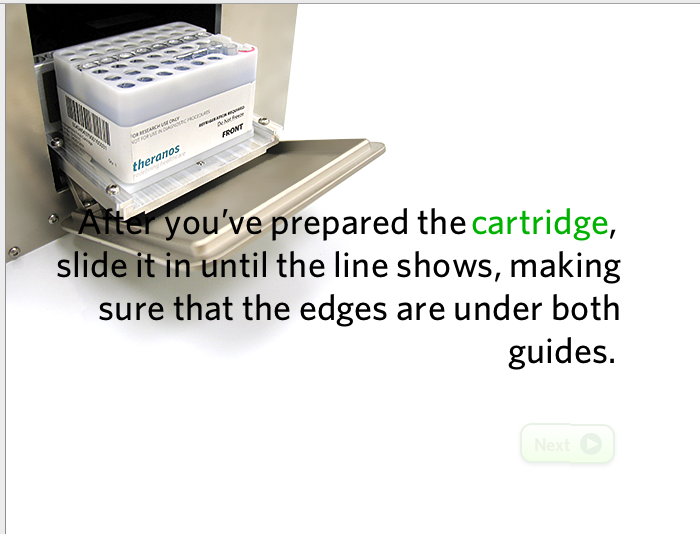 FOR RESEARCH USE ONLY
NOT FOR USE IN DIAGNOSTIC PROCEDURES
REFRIGERATION REQUIRED
Do Not Freeze
FRONT
theranos
redefining healthcare
After you’ve prepared the cartridge,
slide it in until the line shows, making
sure that the edges are under both
guides.
Next